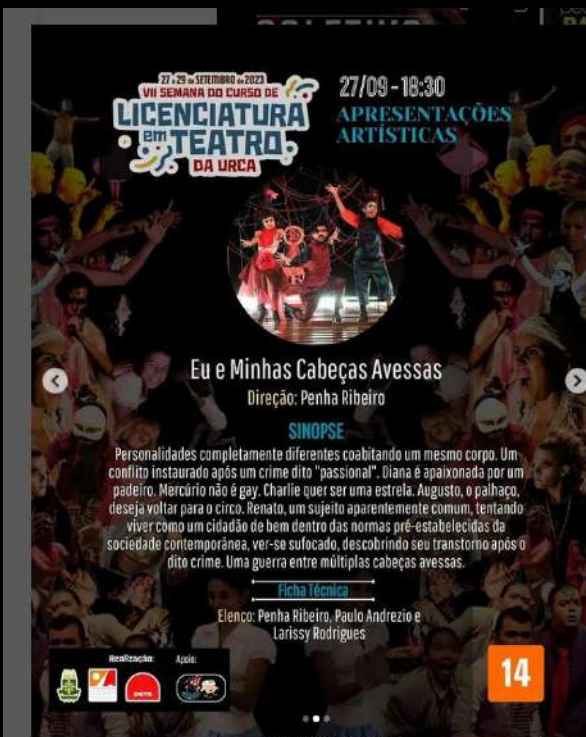 27 a 29 de SETEMBRO de 2023
VII SEMANA DO CURSO DE
LICENCIATURA
em TEATRO
DA URCA
27/09 - 18:30
APRESENTAÇÕES
ARTÍSTICAS
Eu e Minhas Cabeças Avessas
Direção: Penha Ribeiro
SINOPSE
Personalidades completamente diferentes coabitando um mesmo corpo. Um
conflito instaurado após um crime dito "passional". Diana é apaixonada por um
padeiro. Mercúrio não é gay. Charlie quer ser uma estrela. Augusto, o palhaço,
deseja voltar para o circo. Renato, um sujeito aparentemente comum, tentando
viver como um cidadão de bem dentro das normas pré-estabelecidas da
sociedade contemporânea, ver-se sufocado, descobrindo seu transtorno após o
dito crime. Uma guerra entre múltiplas cabeças avessas.
Ficha Técnica
Elenco: Penha Ribeiro, Paulo Andrezio e
Larissy Rodrigues
Realização: Apoio:
14